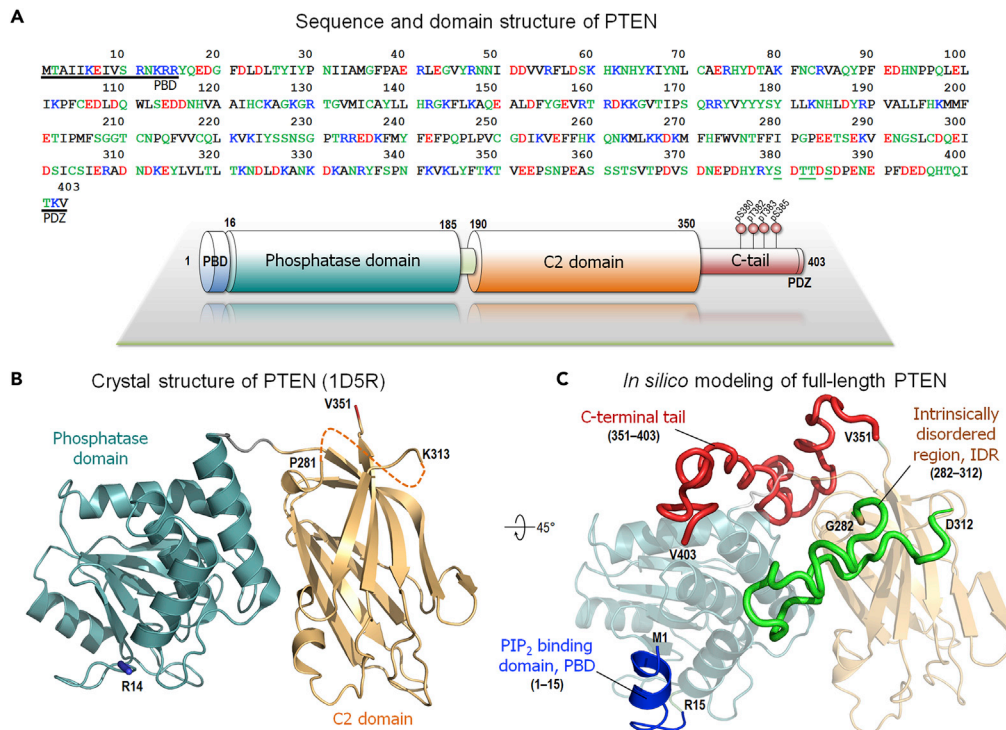 A
Sequence and domain structure of PTEN
10 20 30 40 50 60 70 80 90 100
MTAIIKEIVS RNKRRYQEDG FDLDLTYIYP NIIAMGFPAE RLEGVYRNNI DDVVRFLDSK HKNHYKIYNL CAERHYDTAK FNCRVAQYPF EDHNPPQLEL
PBD
110 120 130 140 150 160 170 180 190 200
IKPFCEDLDQ WLSEDDNHVA AIHCKAGKGR TGVMICAYLL HRGKFLKAQE ALDFYGEVRT RDKKGVTIPS QRRYVYYYSY LLKNHLDYRP VALLFHKMMF
210 220 230 240 250 260 270 280 290 300
ETIPMFSGGT CNPQFVVCQL KVKIYSSNSG PTRREDKFMY FEFPQPLPVC GDIKVEFFHK QNKMLKKDKM FHFWVNTFFI PGPEETSEKV ENGSLCDQEI
310 320 330 340 350 360 370 380 390 400
DSICSIERAD NDKEYLVLTL TKNDLDKANK DKANRYFSPN FKVKLYFTKT VEEPSNPEAS SSTSVTPDVS DNEPDHYRYS DTTDSDPENE PFDEDQHTQI
403
TKV
PDZ
1 PBD 16 Phosphatase domain 185 190 C2 domain 350 C-tail pS380 pT382 pT383 pS385 PDZ 403
B
Crystal structure of PTEN (1D5R)
V351
Phosphatase
domain
P281
K313
R14
C2 domain
45°
C
In silico modeling of full-length PTEN
C-terminal tail
(351–403)
V351
Intrinsically
disordered
region, IDR
(282–312)
G282
D312
V403
PIP2 binding
domain, PBD
(1–15)
M1
R15